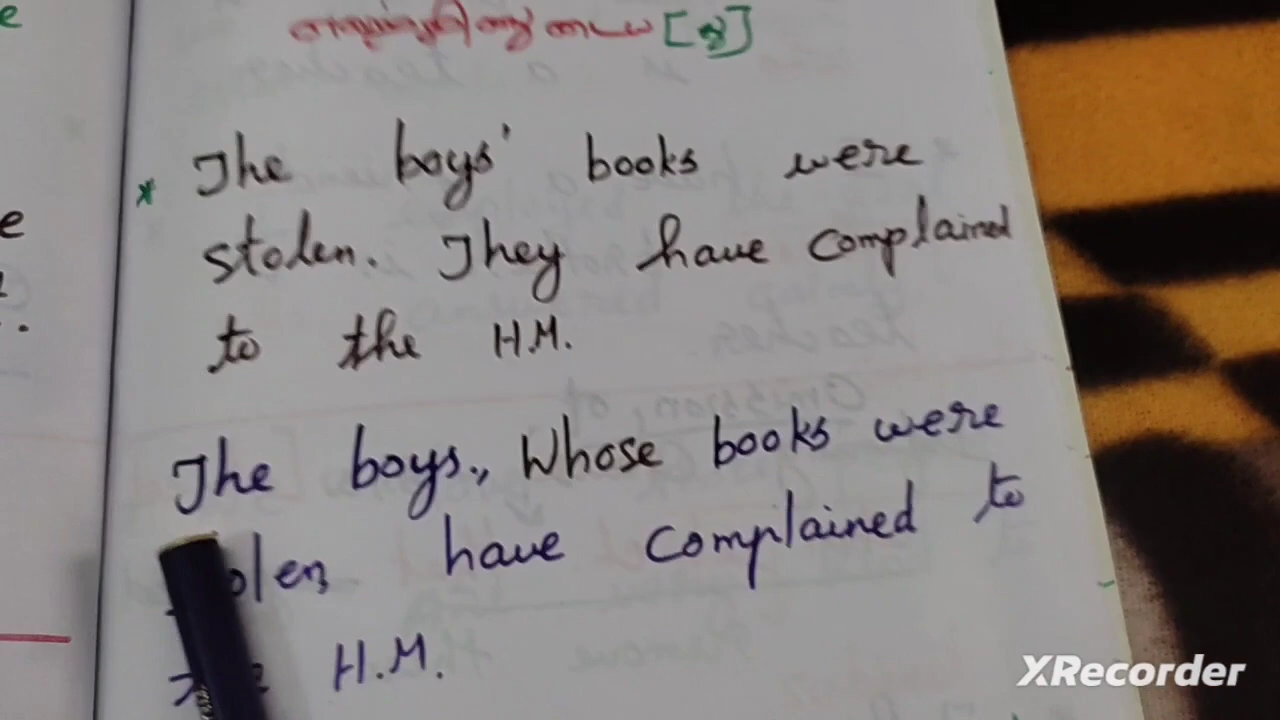 [ന്റെ]
The boys' books were
stolen. They have complained
to the H.M.
The boys., Whose books were
olen have complained to
H.M.
e
e
XRecorder